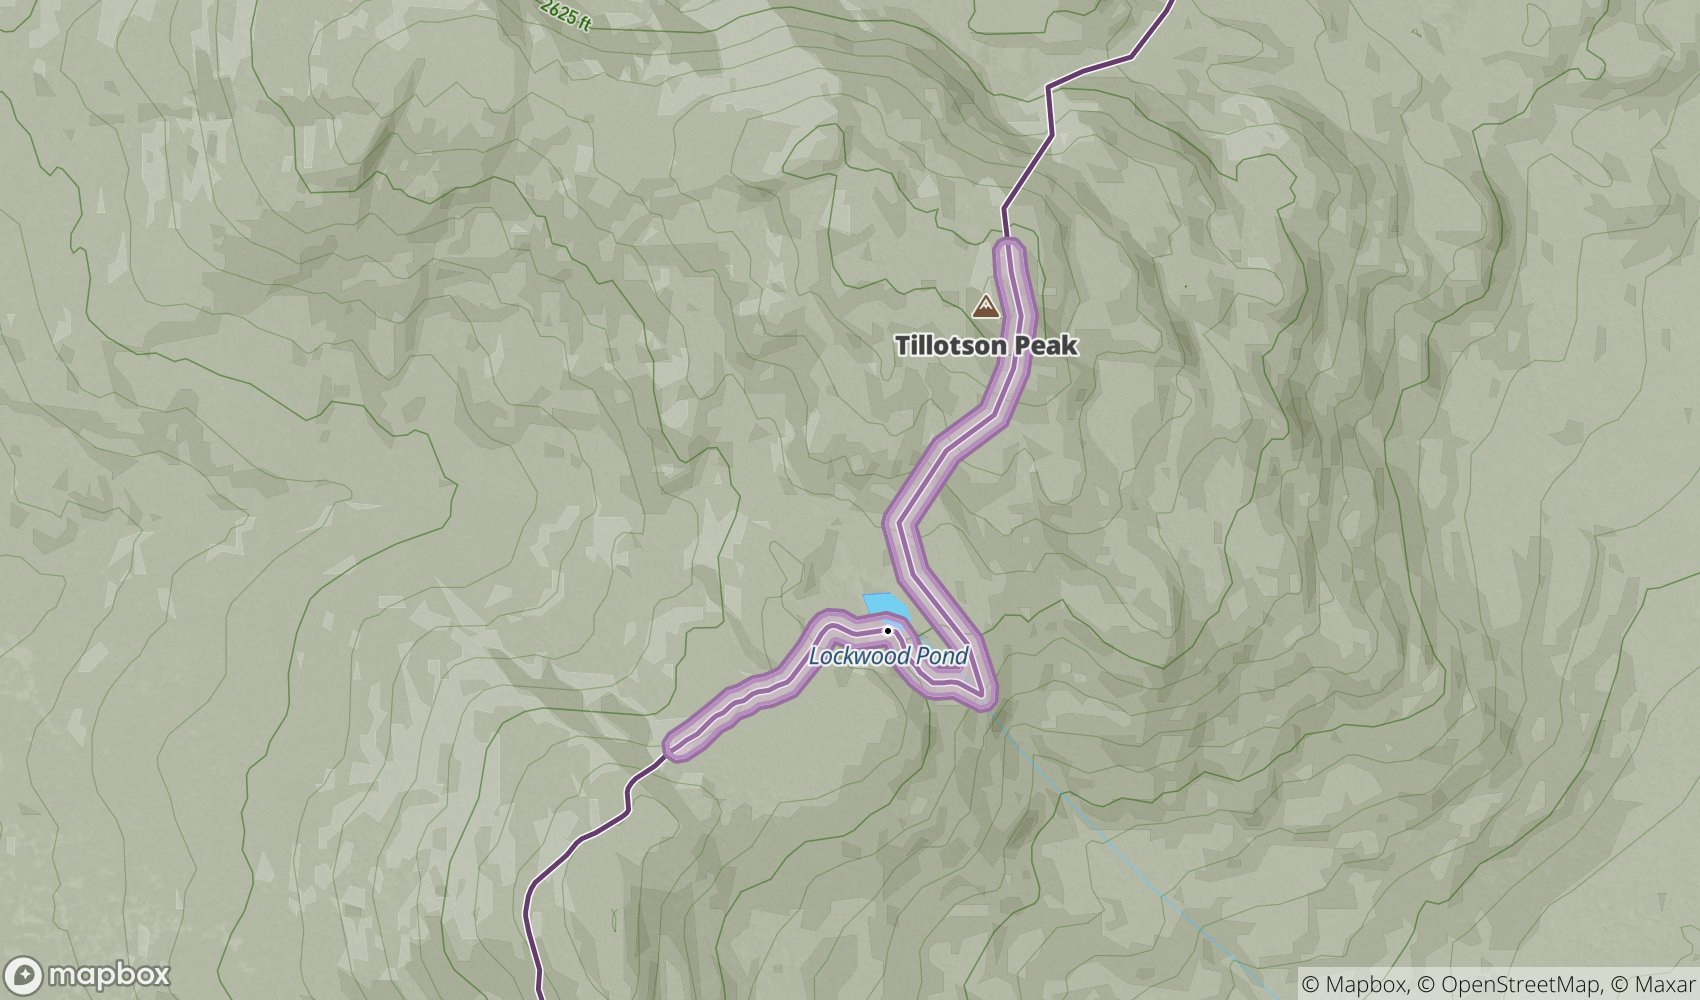 2625 ft
Tillotson Peak
Lockwood Pond
mapbox
© Mapbox, © OpenStreetMap, © Maxar